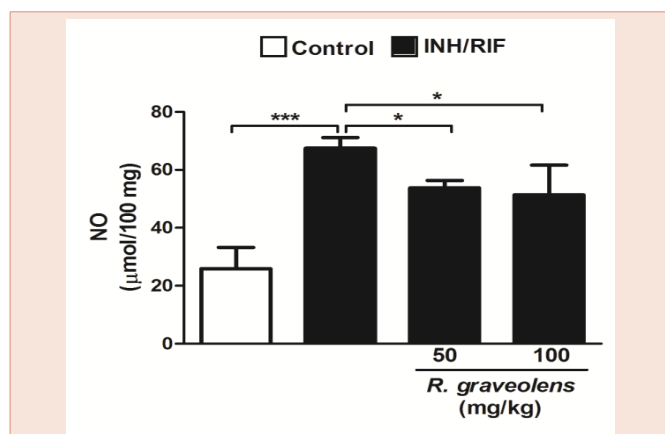 Control INH/RIF
*
*** *
80
60
40
20
0
NO
(µmol/100 mg)
50 100
R. graveolens
(mg/kg)